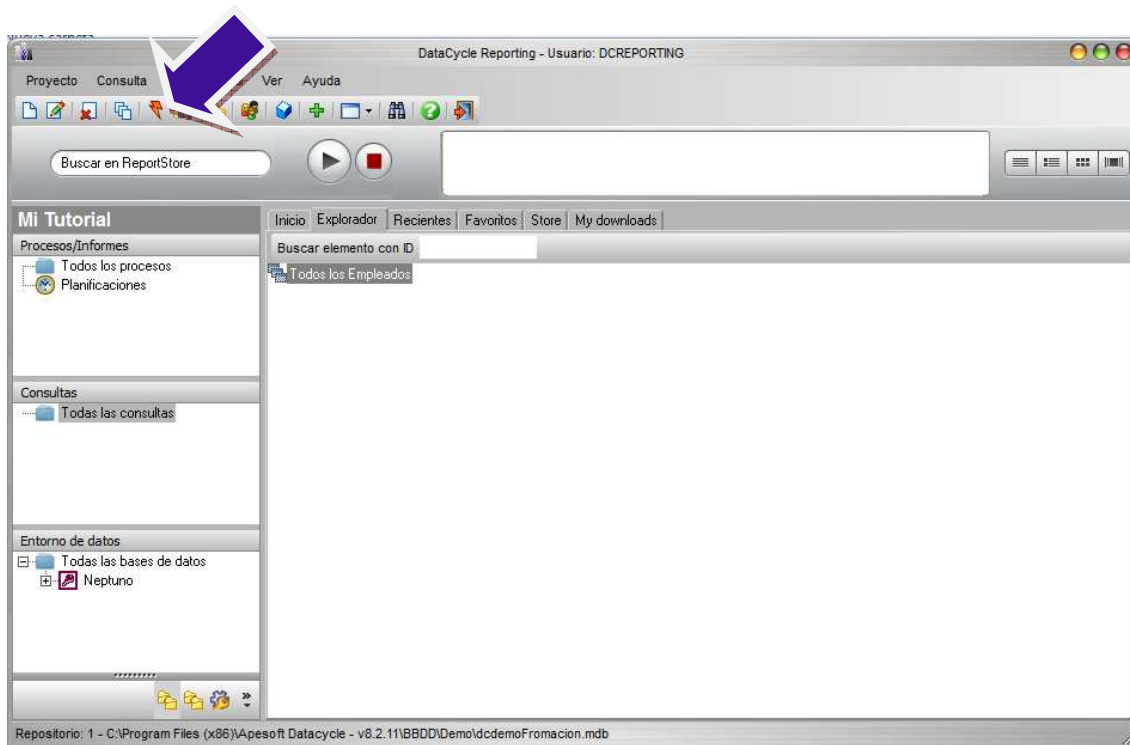 DataCycle Reporting - Usuario: DCREPORTING
Proyecto Consulta Ver Ayuda
Buscar en ReportStore
Mi Tutorial
Inicio Explorador Recientes Favoritos Store My downloads
Procesos/Informes
Buscar elemento con ID
Todos los procesos
Todos los Empleados
Planificaciones
Consultas
Todas las consultas
Entorno de datos
Todas las bases de datos
Neptuno
Repositorio: 1 - C:\Program Files (x86)\Apesoft Datacycle - v8.2.11\BBDD\Demo\dcdemoFromacion.mdb